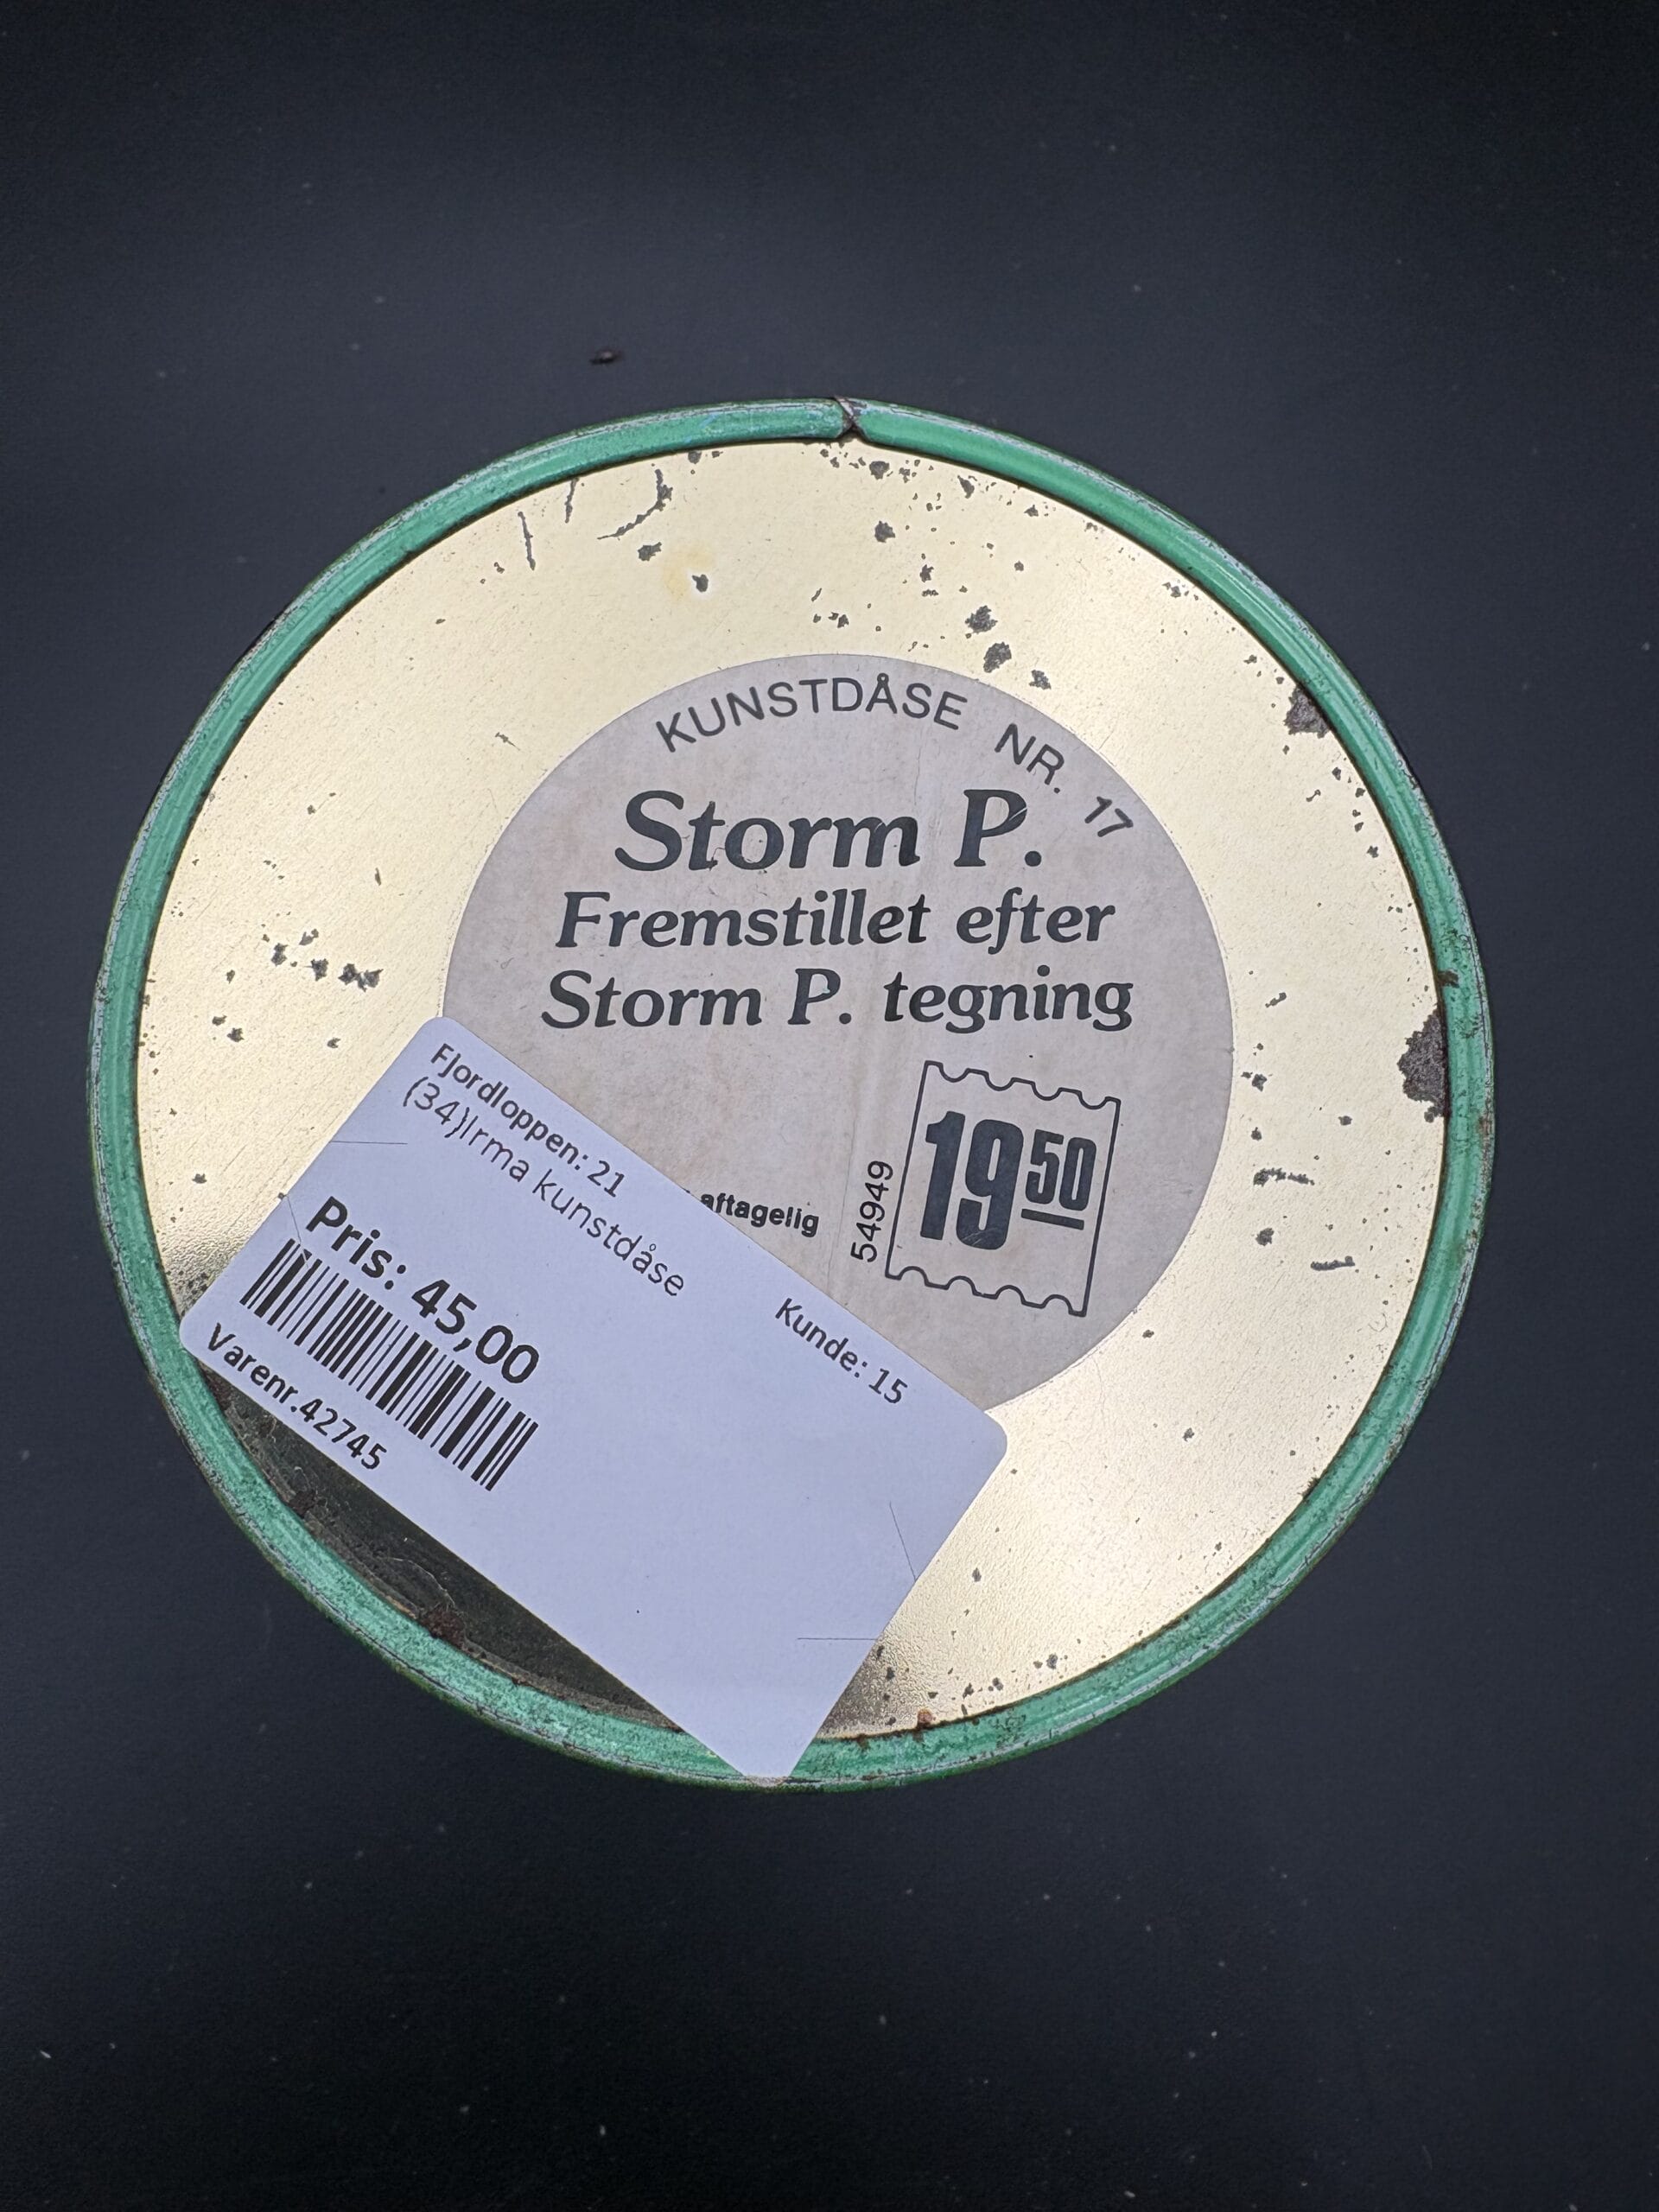 KUNSTDÅSE NR. 17
Storm P.
Fremstillet efter
Storm P. tegning
aftagelig
54949
19 50
Fjordloppen: 21
(34)Irma kunstdåse
Kunde: 15
Pris: 45,00
Varenr.42745